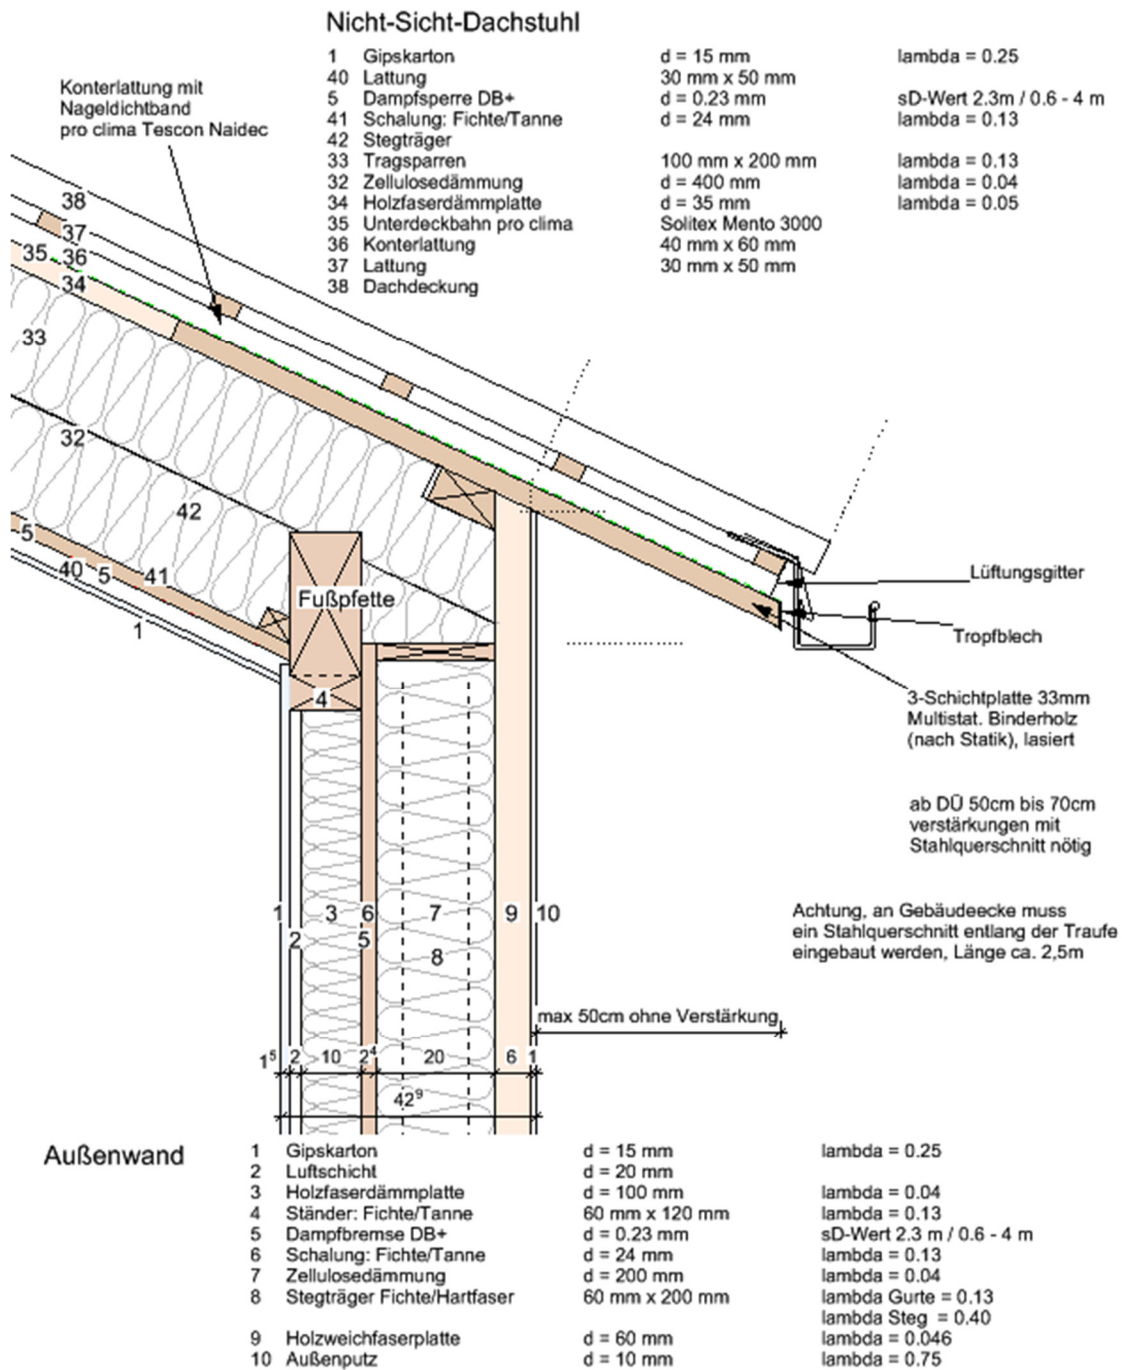 Nicht-Sicht-Dachstuhl
1 Gipskarton d = 15 mm lambda = 0.25
40 Lattung 30 mm x 50 mm
5 Dampfsperre DB+ d = 0.23 mm sD-Wert 2.3m / 0.6 - 4 m
41 Schalung: Fichte/Tanne d = 24 mm lambda = 0.13
42 Stegträger
33 Tragsparren 100 mm x 200 mm lambda = 0.13
32 Zellulosedämmung d = 400 mm lambda = 0.04
34 Holzfaserdämmplatte d = 35 mm lambda = 0.05
35 Unterdeckbahn pro clima Solitex Mento 3000
36 Konterlattung 40 mm x 60 mm
37 Lattung 30 mm x 50 mm
38 Dachdeckung
Konterlattung mit
Nageldichtband
pro clima Tescon Naidec
38
37
35 36
34
33
32
42
5
40 5 41
1
Fußpfette
4
Lüftungsgitter
Tropfblech
3-Schichtplatte 33mm
Multistat. Binderholz
(nach Statik), lasiert
ab DÜ 50cm bis 70cm
verstärkungen mit
Stahlquerschnitt nötig
Achtung, an Gebäudeecke muss
ein Stahlquerschnitt entlang der Traufe
eingebaut werden, Länge ca. 2,5m
1 3 6 7 9 10
2 5
8
max 50cm ohne Verstärkung
1⁵ 2 10 2⁴ 20 6 1
42⁹
Außenwand
1 Gipskarton d = 15 mm lambda = 0.25
2 Luftschicht d = 20 mm
3 Holzfaserdämmplatte d = 100 mm lambda = 0.04
4 Ständer: Fichte/Tanne 60 mm x 120 mm lambda = 0.13
5 Dampfbremse DB+ d = 0.23 mm sD-Wert 2.3 m / 0.6 - 4 m
6 Schalung: Fichte/Tanne d = 24 mm lambda = 0.13
7 Zellulosedämmung d = 200 mm lambda = 0.04
8 Stegträger Fichte/Hartfaser 60 mm x 200 mm lambda Gurte = 0.13
lambda Steg = 0.40
9 Holzweichfaserplatte d = 60 mm lambda = 0.046
10 Außenputz d = 10 mm lambda = 0.75